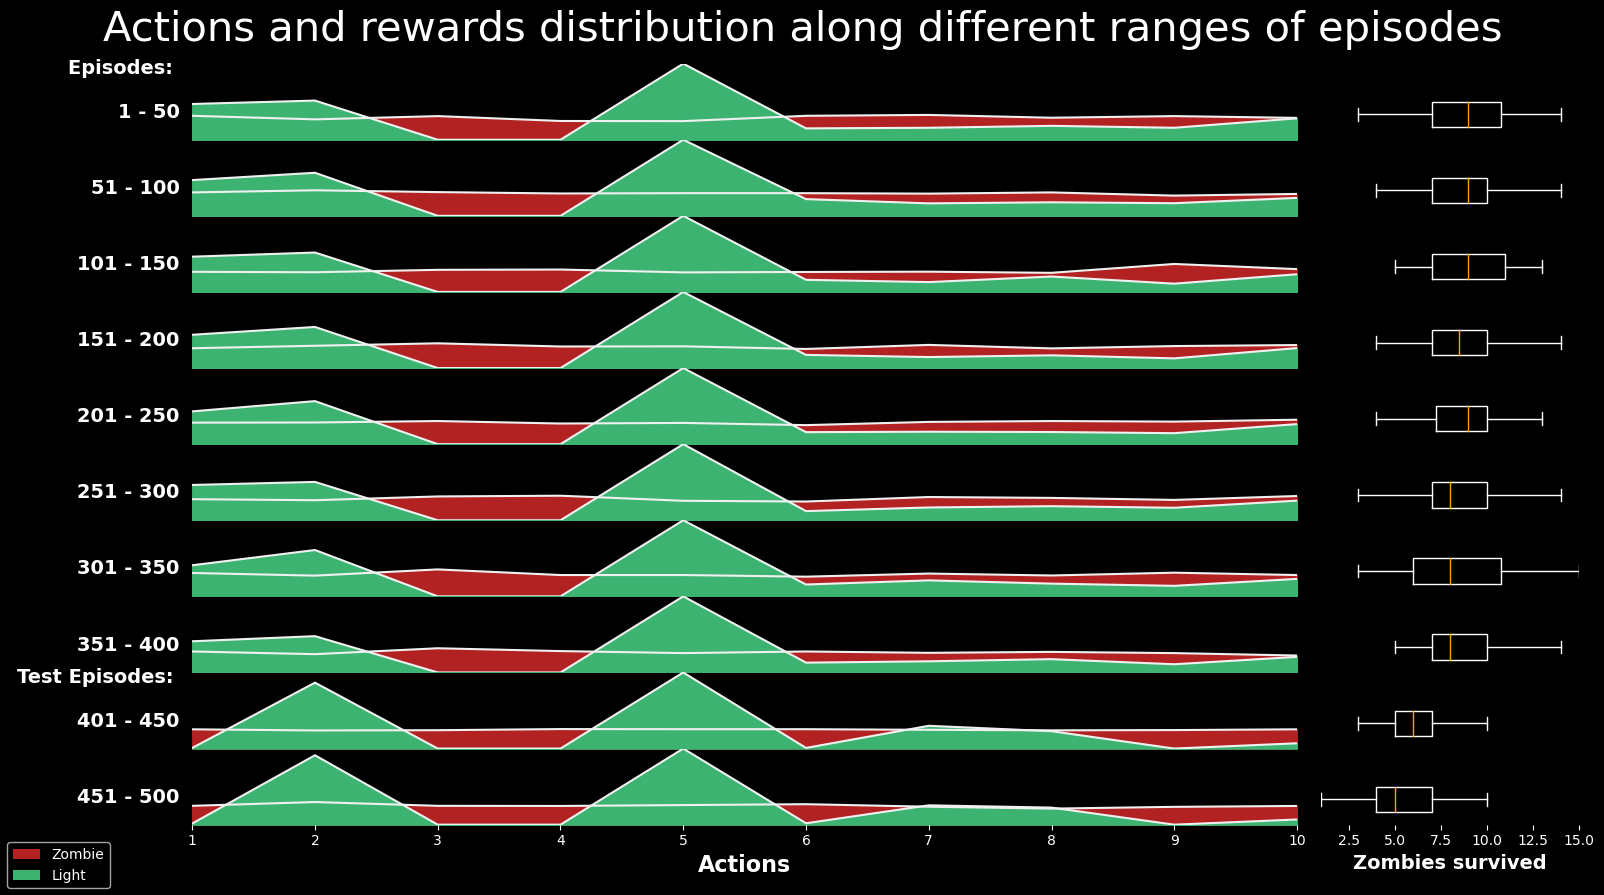 Actions and rewards distribution along different ranges of episodes
Episodes:
1 - 50
51 - 100
101 - 150
151 - 200
201 - 250
251 - 300
301 - 350
351 - 400
Test Episodes:
401 - 450
451 - 500
1 2 3 4 5 6 7 8 9 10
Actions
2.5 5.0 7.5 10.0 12.5 15.0
Zombies survived
Zombie
Light